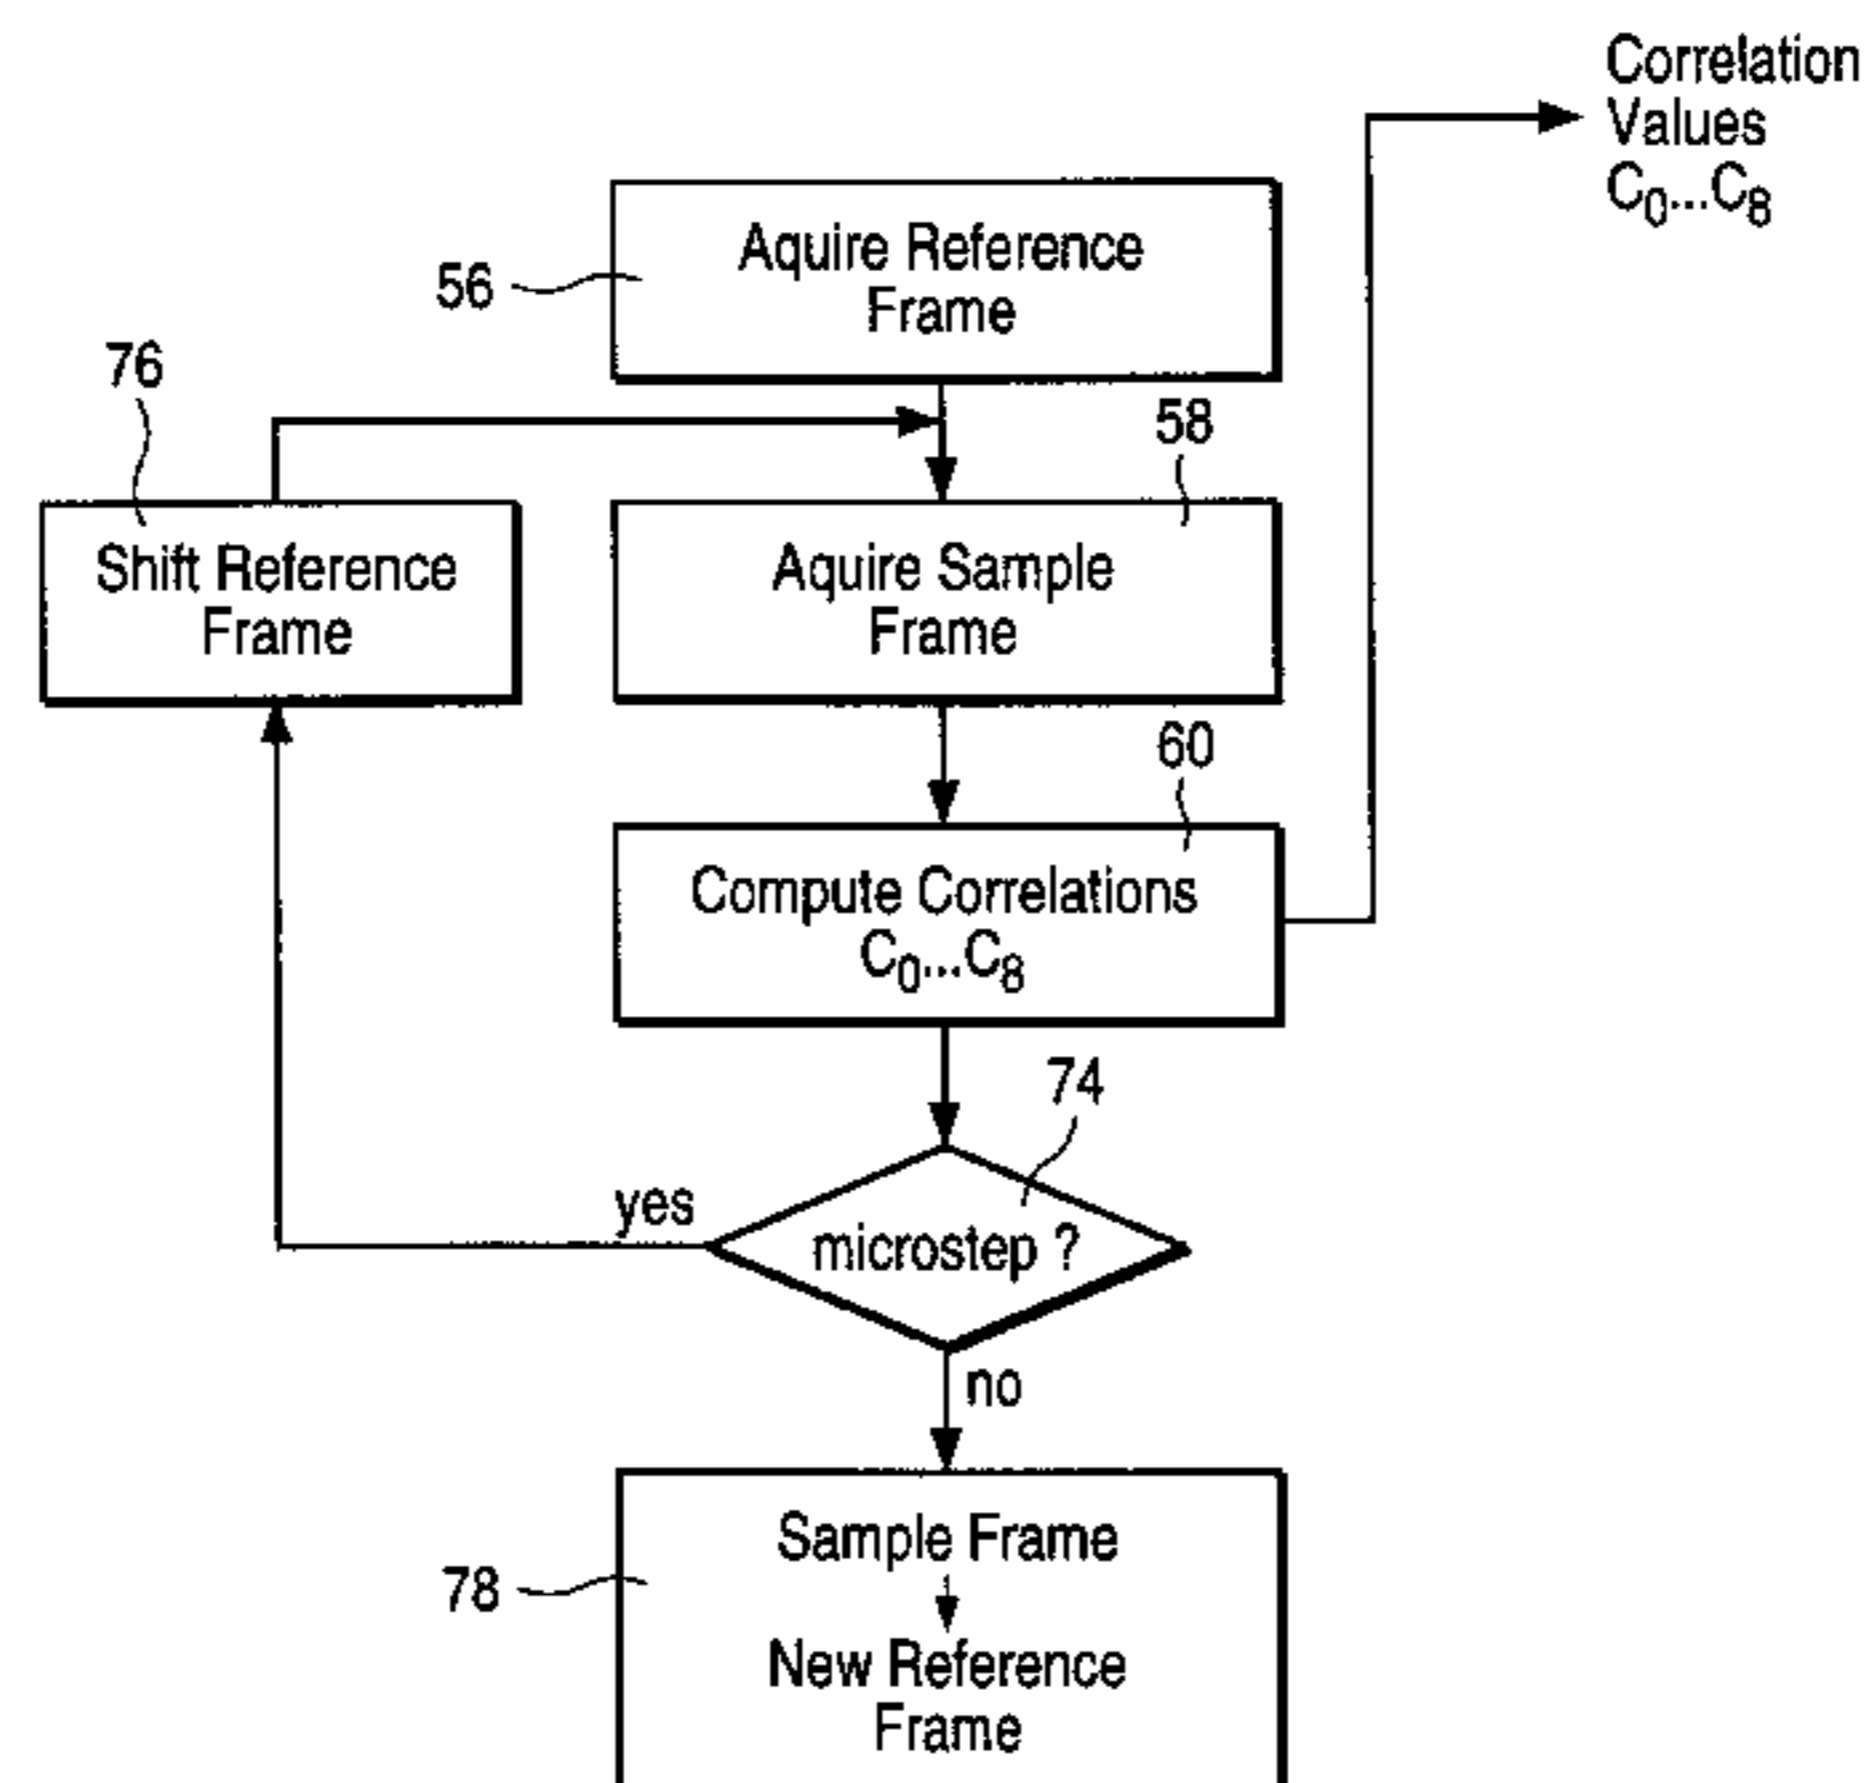 Correlation
Values
C0...C8
56
Aquire Reference
Frame
76
58
Shift Reference
Frame
Aquire Sample
Frame
60
Compute Correlations
C0...C8
74
yes
microstep ?
no
78
Sample Frame
New Reference
Frame